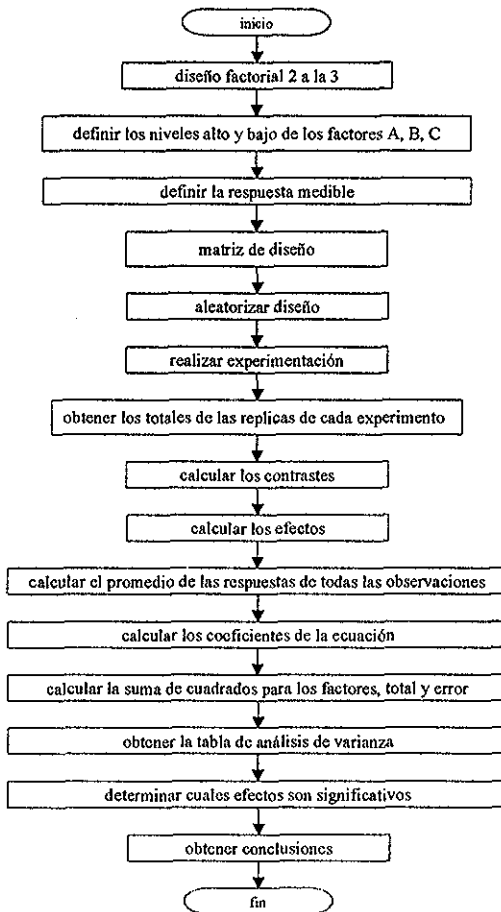 inicio
diseño factorial 2 a la 3
definir los niveles alto y bajo de los factores A, B, C
definir la respuesta medible
matriz de diseño
aleatorizar diseño
realizar experimentación
obtener los totales de las replicas de cada experimento
calcular los contrastes
calcular los efectos
calcular el promedio de las respuestas de todas las observaciones
calcular los coeficientes de la ecuación
calcular la suma de cuadrados para los factores, total y error
obtener la tabla de análisis de varianza
determinar cuales efectos son significativos
obtener conclusiones
fin